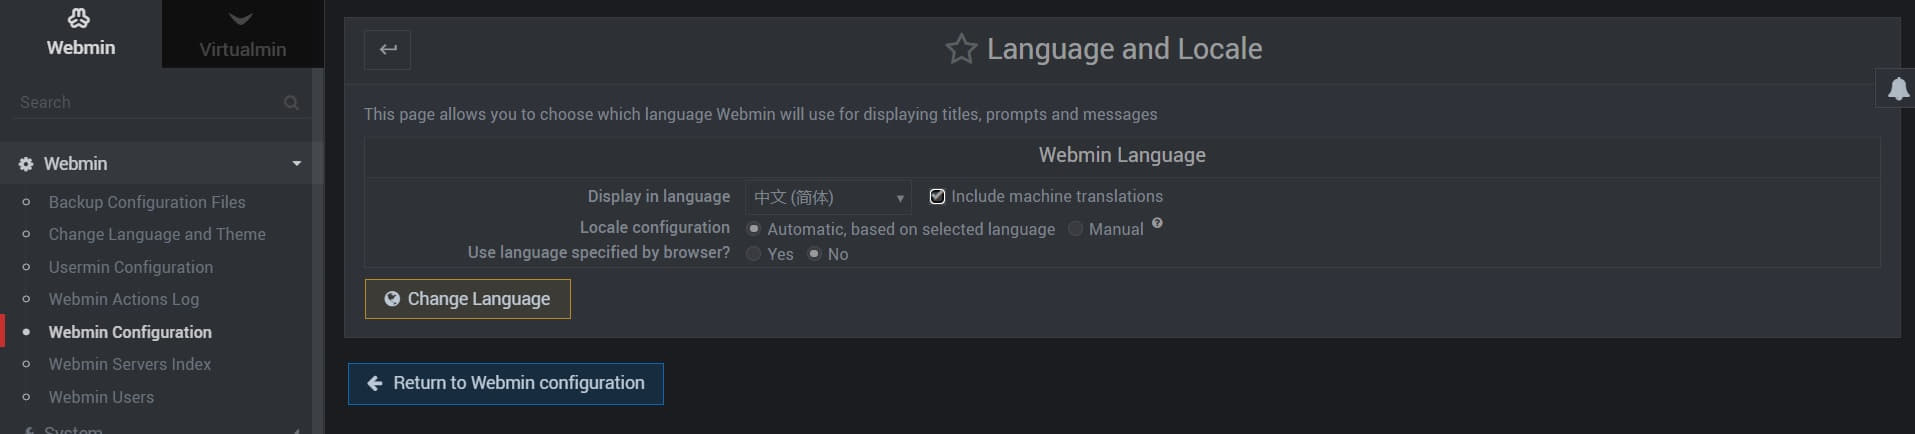 Webmin
Virtualmin
Search
Webmin
Backup Configuration Files
Change Language and Theme
Usermin Configuration
Webmin Actions Log
Webmin Configuration
Webmin Servers Index
Webmin Users
System
Language and Locale
This page allows you to choose which language Webmin will use for displaying titles, prompts and messages
Webmin Language
Display in language 中文 (简体) Include machine translations
Locale configuration Automatic, based on selected language Manual ?
Use language specified by browser? Yes No
Change Language
Return to Webmin configuration